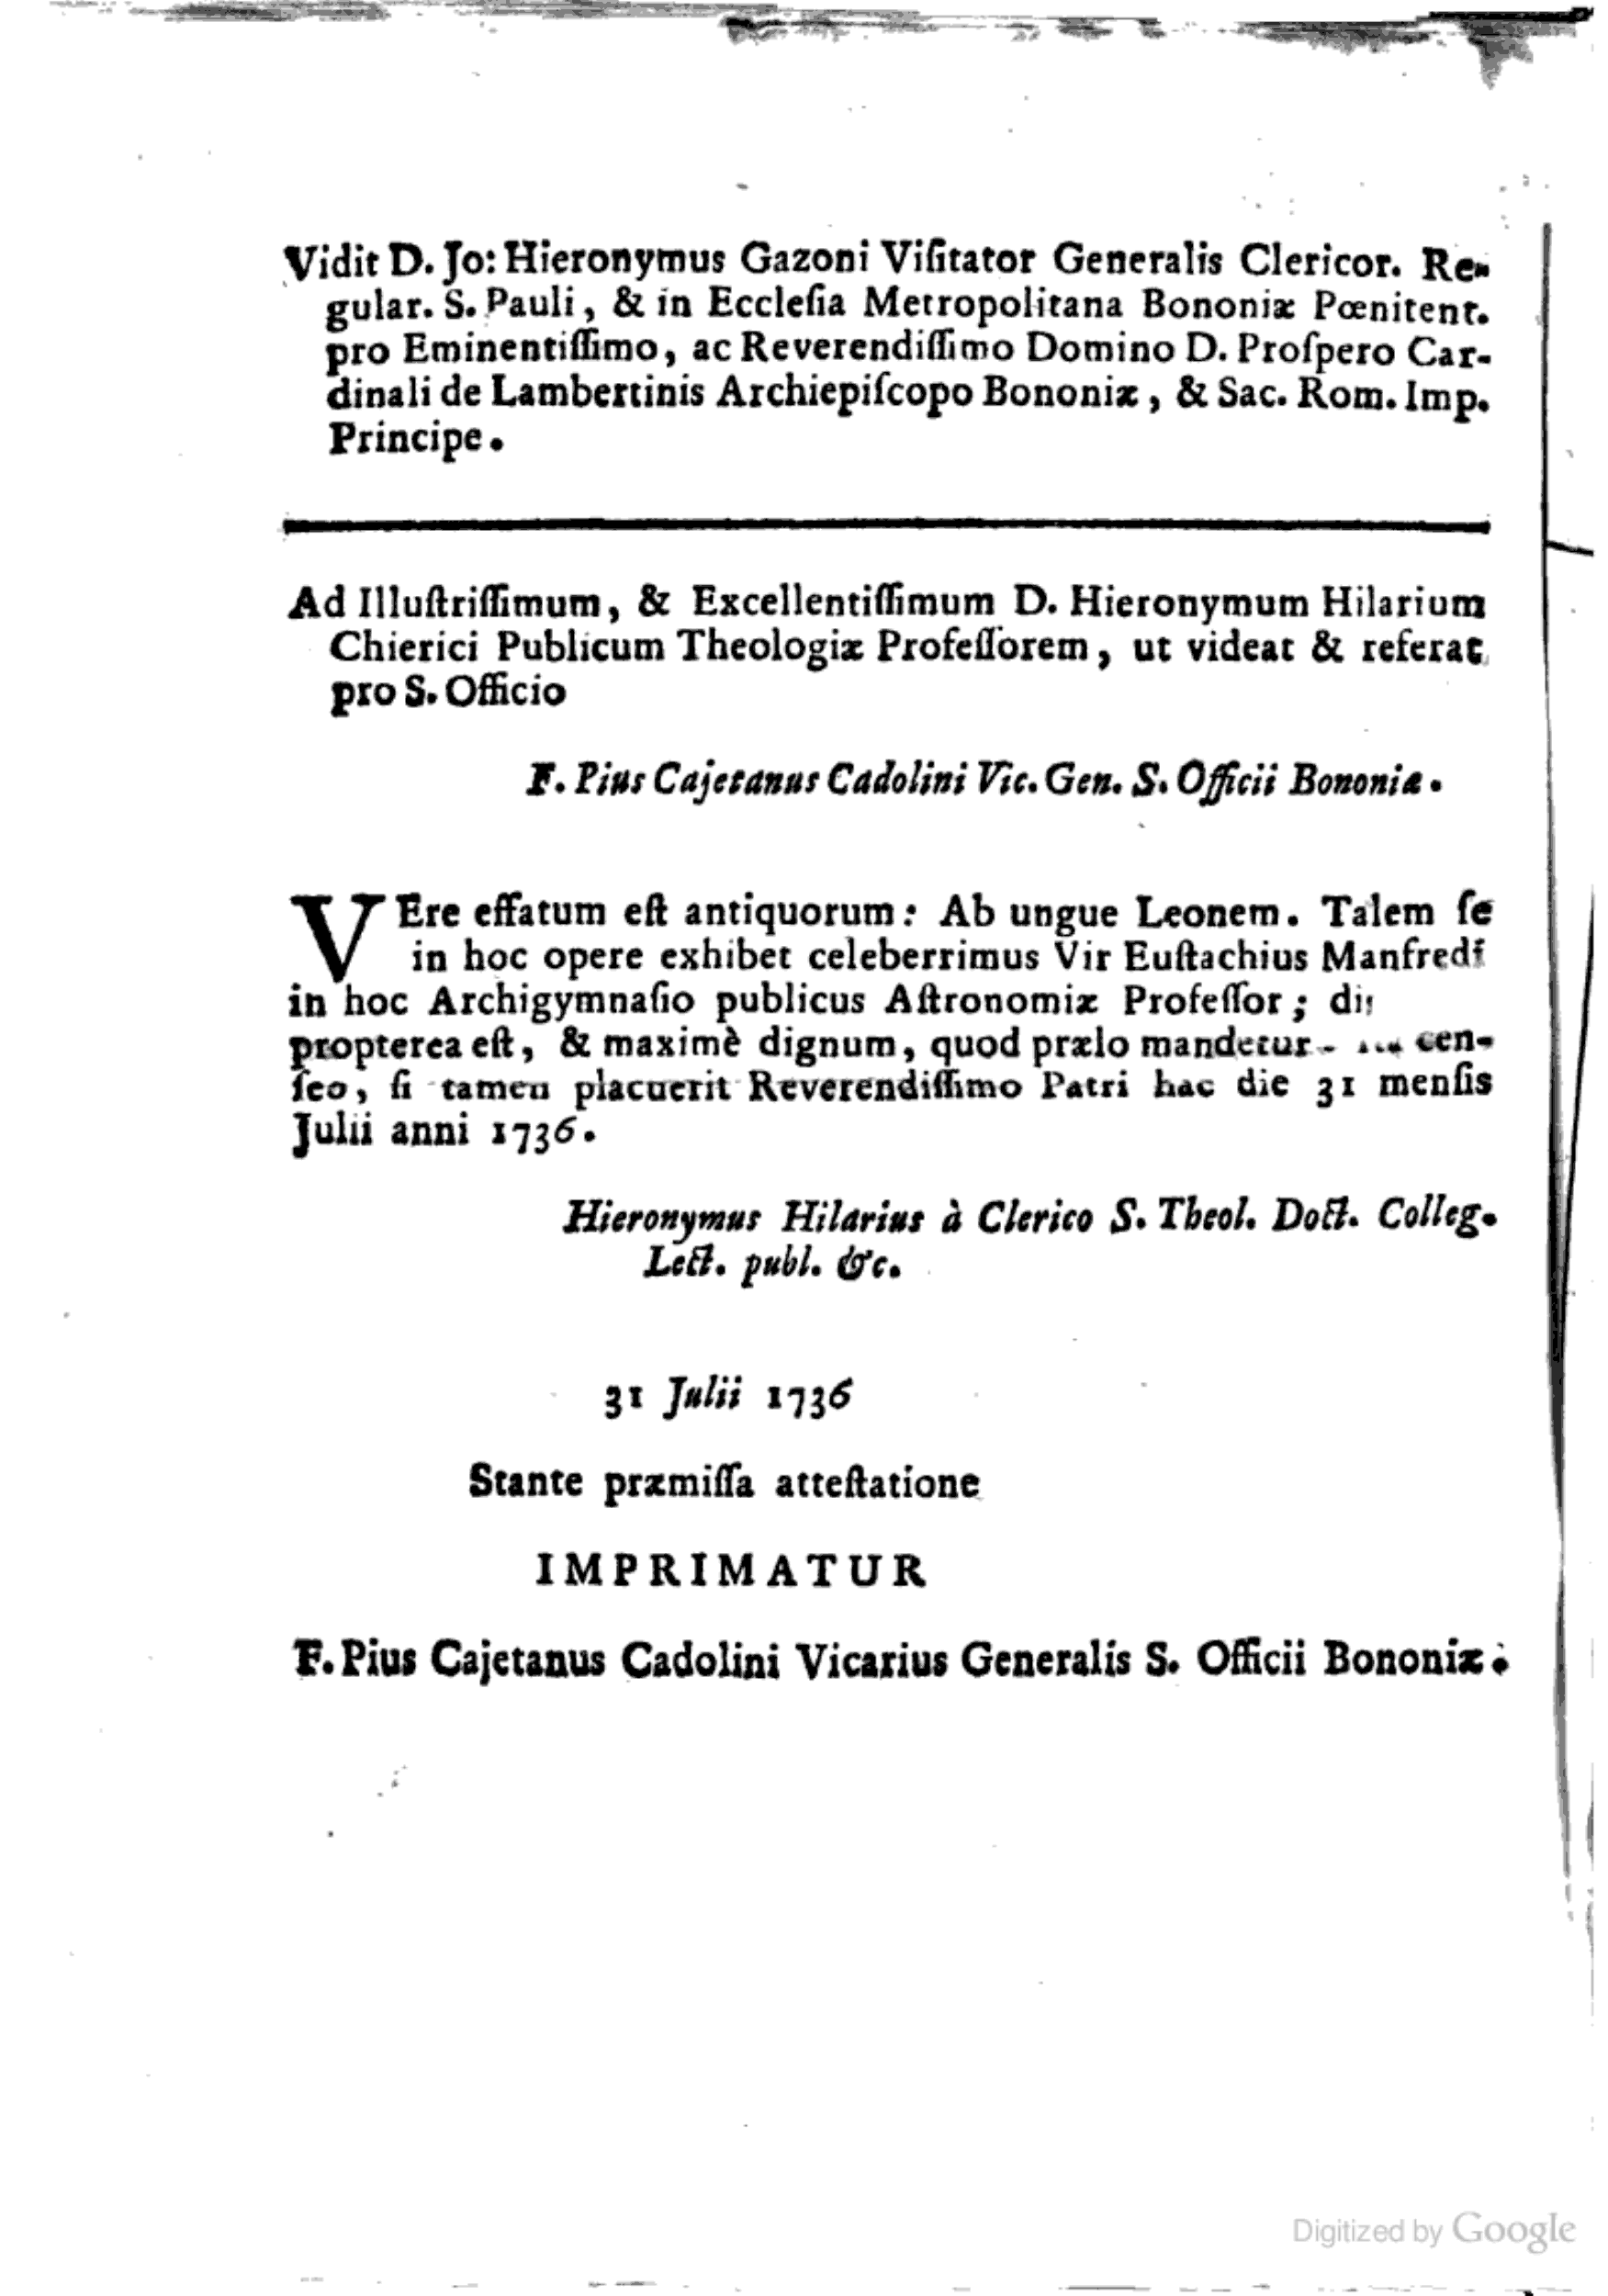 Vidit D. Jo: Hieronymus Gazoni Viſitator Generalis Clericor. Re-
gular. S. Pauli, & in Eccleſia Metropolitana Bononiæ Pœnitent.
pro Eminentiſſimo, ac Reverendiſſimo Domino D. Proſpero Car-
dinali de Lambertinis Archiepiſcopo Bononiæ, & Sac. Rom. Imp.
Principe.
Ad Illuſtriſſimum, & Excellentiſſimum D. Hieronymum Hilarium
Chierici Publicum Theologiæ Profeſſorem, ut videat & referat
pro S. Officio
F. Pius Cajetanus Cadolini Vic. Gen. S. Officii Bononiæ.
VEre effatum eſt antiquorum: Ab ungue Leonem. Talem ſe
in hoc opere exhibet celeberrimus Vir Euſtachius Manfredi
in hoc Archigymnaſio publicus Aſtronomiæ Profeſſor;
propterea eſt, & maximè dignum, quod prælo mandetur cen-
ſeo, ſi tamen placuerit Reverendiſſimo Patri hac die 31 menſis
Julii anni 1736.
Hieronymus Hilarius à Clerico S. Theol. Doct. Colleg.
Lect. publ. &c.
31 Julii 1736
Stante præmiſſa atteſtatione
IMPRIMATUR
F. Pius Cajetanus Cadolini Vicarius Generalis S. Officii Bononiæ.
Digitized by Google